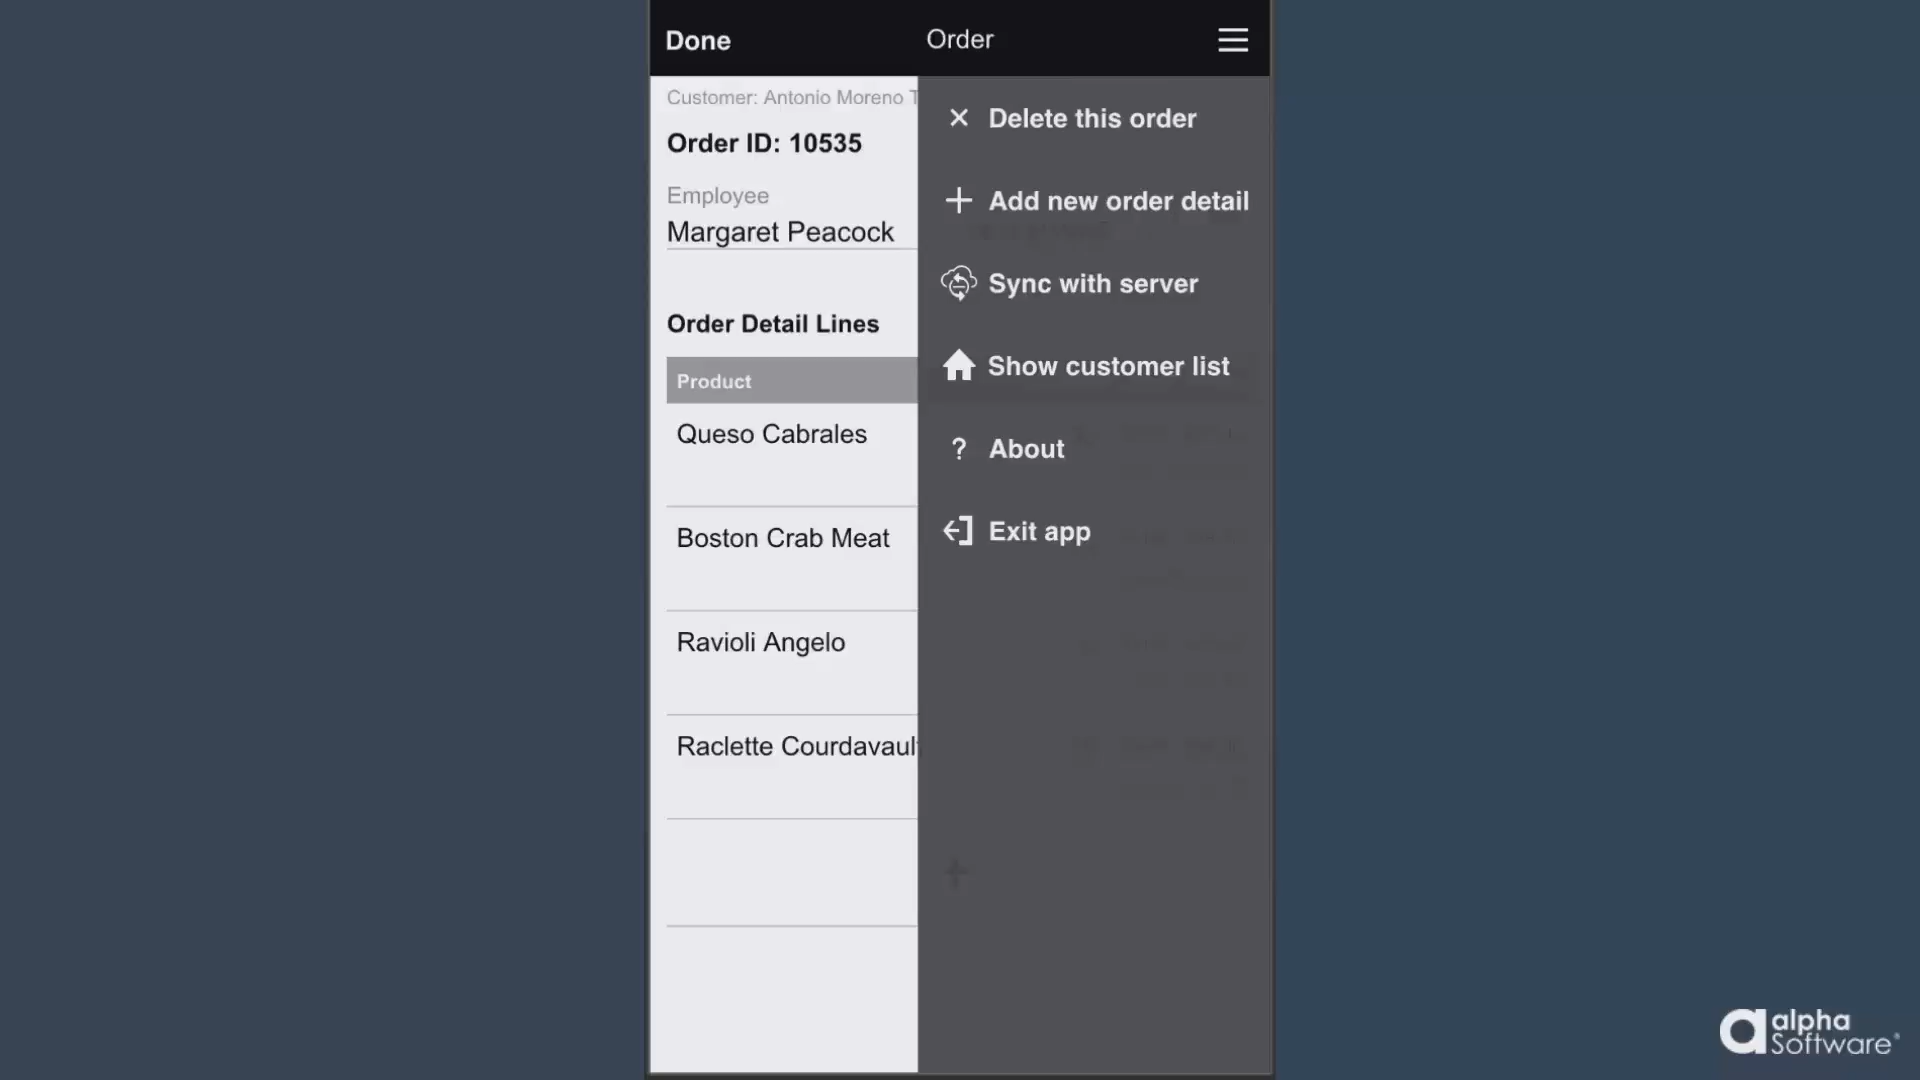 Done
Order
Customer: Antonio Moreno T
Order ID: 10535
Employee
Margaret Peacock
Order Detail Lines
Product
Queso Cabrales
Boston Crab Meat
Ravioli Angelo
Raclette Courdavault
Delete this order
Add new order detail
Sync with server
Show customer list
? About
Exit app
alpha
Software®